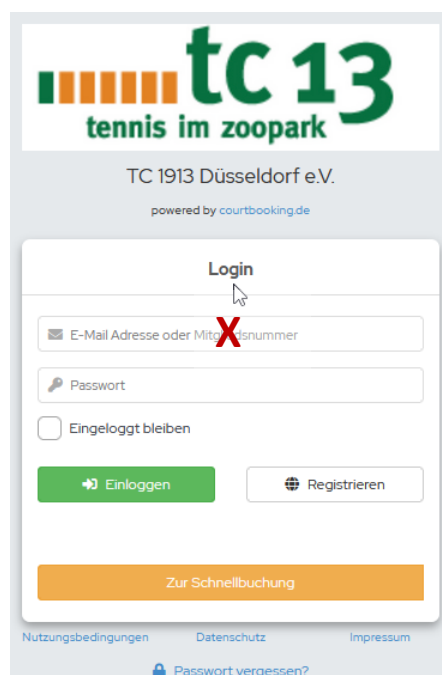 tc 13
tennis im zoopark
TC 1913 Düsseldorf e.V.
powered by courtbooking.de
Login
E-Mail Adresse oder Mitgliedsnummer
X
Passwort
Eingeloggt bleiben
Einloggen
Registrieren
Zur Schnellbuchung
Nutzungsbedingungen
Datenschutz
Impressum
Passwort vergessen?